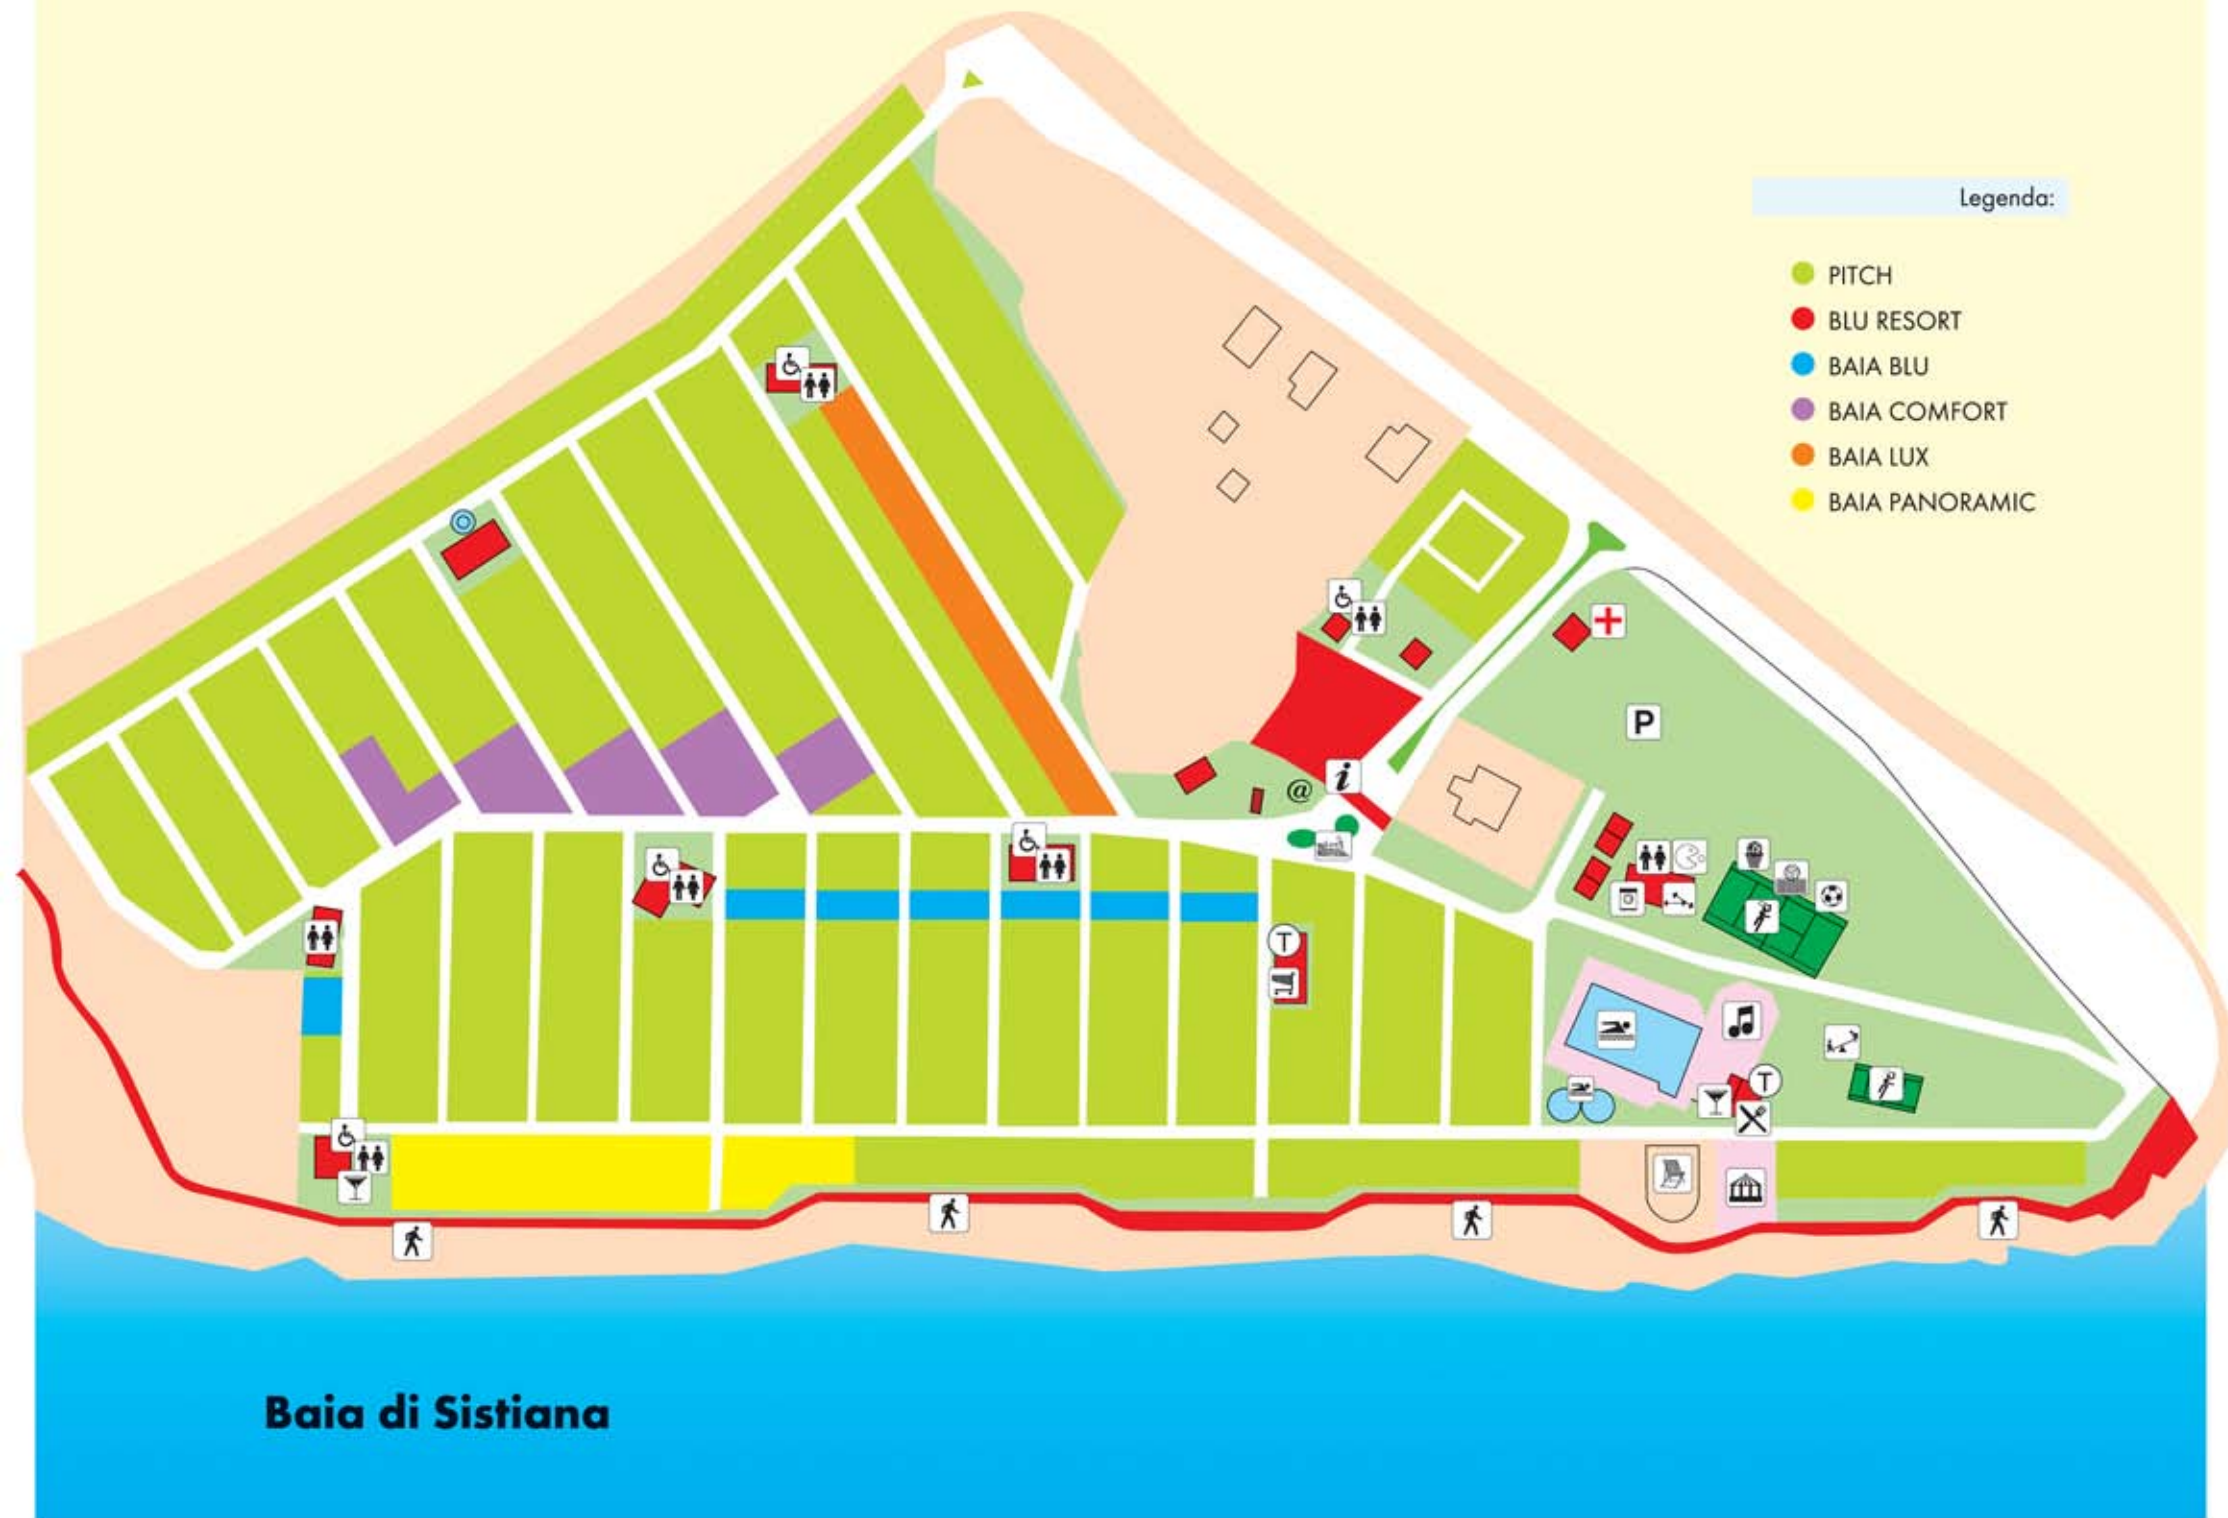 Legenda:
PITCH
BLU RESORT
BAIA BLU
BAIA COMFORT
BAIA LUX
BAIA PANORAMIC
P
@
i
T
T
Baia di Sistiana